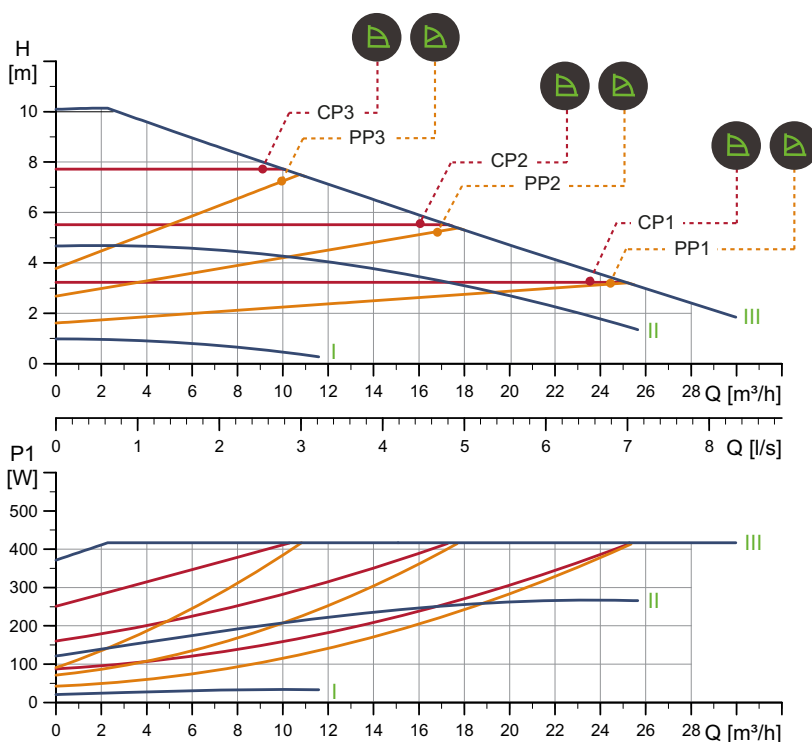 H
[m]
10
8
6
4
2
0
CP3
PP3
CP2
PP2
CP1
PP1
III
II
I
0 2 4 6 8 10 12 14 16 18 20 22 24 26 28 Q [m³/h]
0 1 2 3 4 5 6 7 8 Q [l/s]
P1
[W]
500
400
300
200
100
0
III
II
I
0 2 4 6 8 10 12 14 16 18 20 22 24 26 28 Q [m³/h]